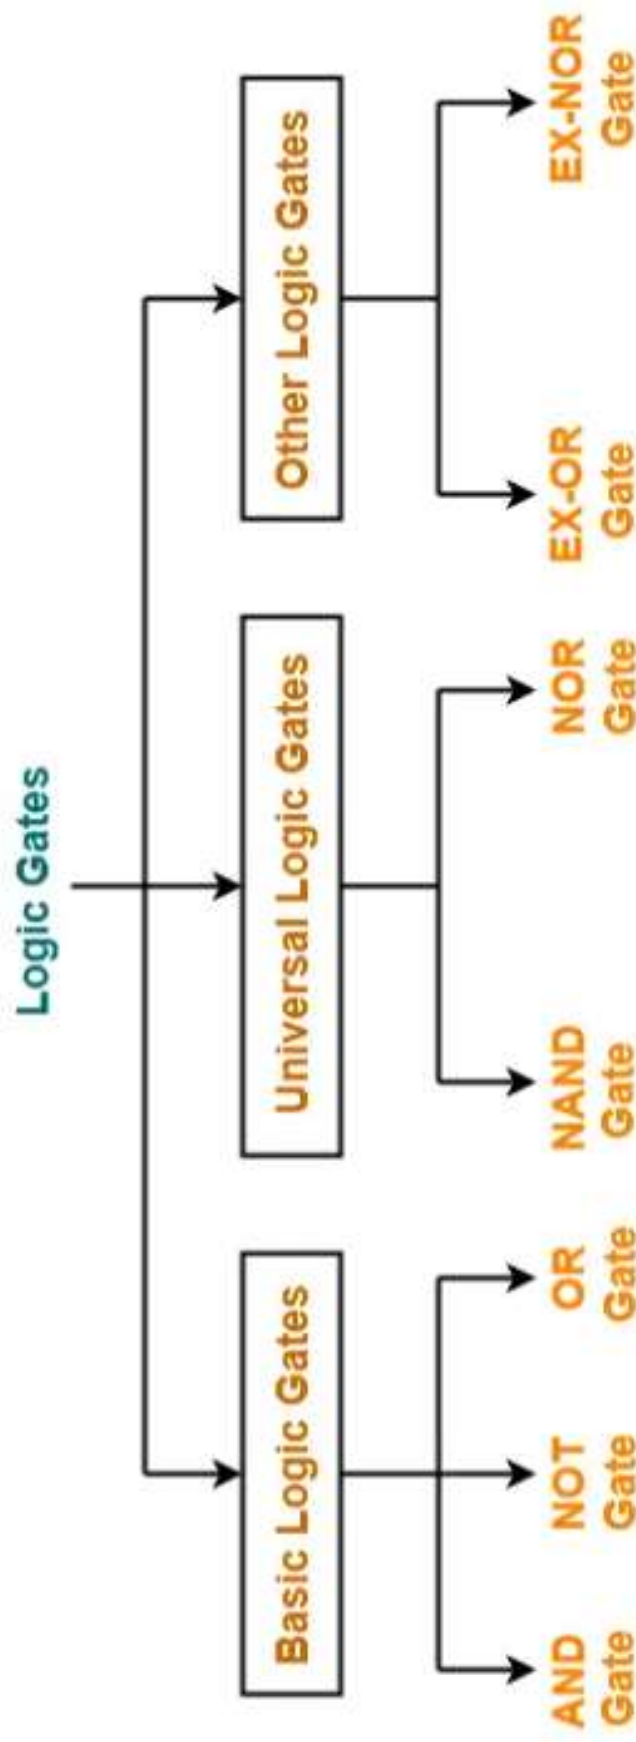 Logic Gates
Basic Logic Gates
Universal Logic Gates
Other Logic Gates
AND
Gate
NOT
Gate
OR
Gate
NAND
Gate
NOR
Gate
EX-OR
Gate
EX-NOR
Gate